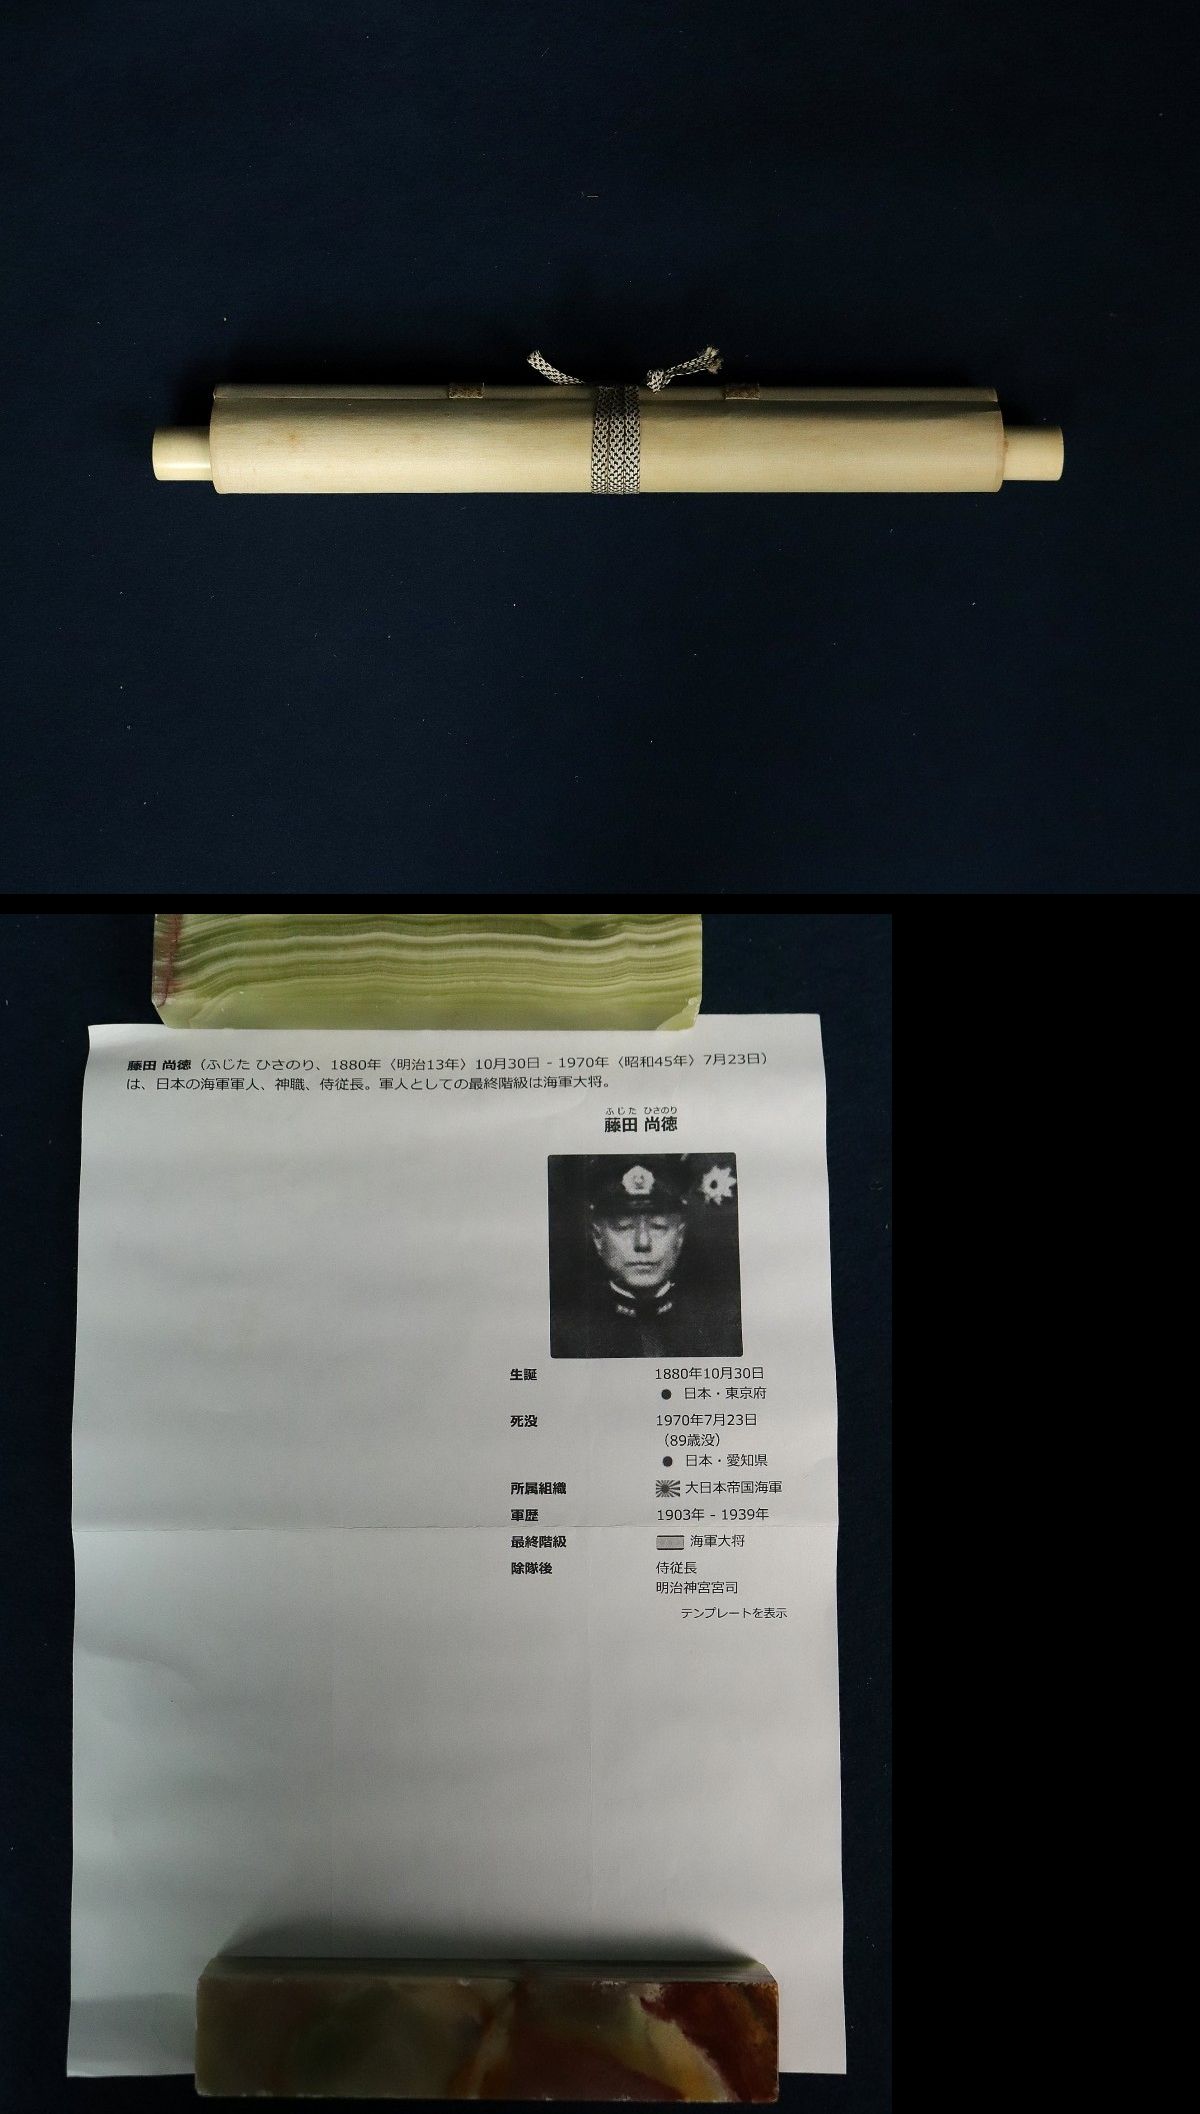 藤田 尚徳（ふじた ひさのり、1880年〈明治13年〉10月30日 - 1970年〈昭和45年〉7月23日）
は、日本の海軍軍人、神職、侍従長。軍人としての最終階級は海軍大将。
ふじた ひさのり
藤田 尚徳
生誕 1880年10月30日
● 日本・東京府
死没 1970年7月23日
（89歳没）
● 日本・愛知県
所属組織 大日本帝国海軍
軍歴 1903年 - 1939年
最終階級 海軍大将
除隊後 侍従長
明治神宮宮司
テンプレートを表示